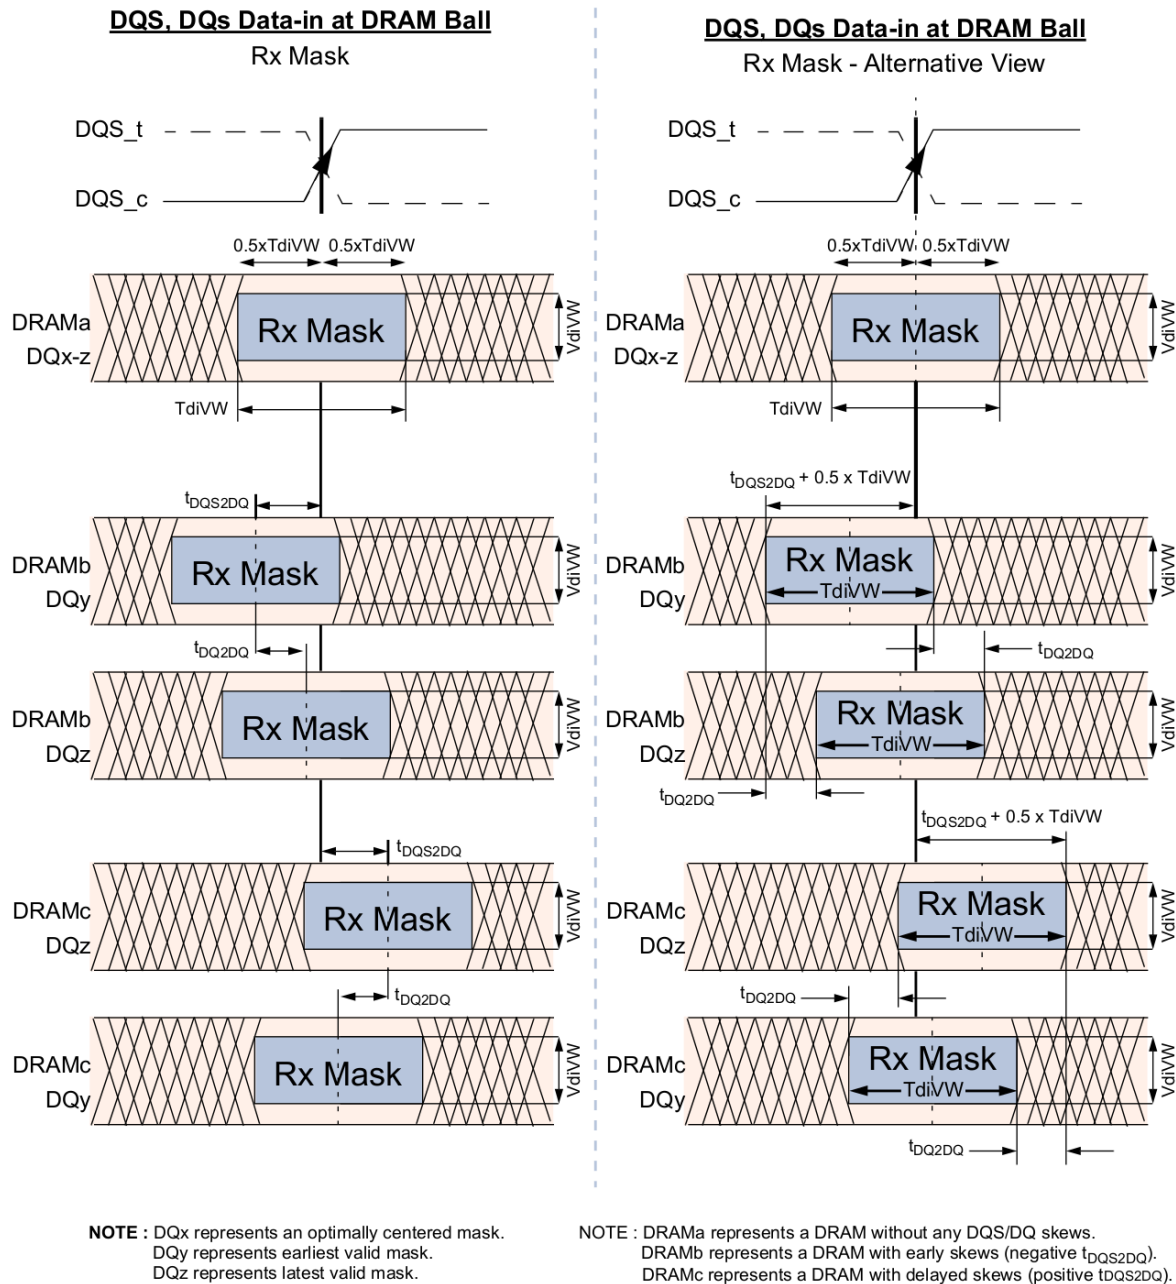 DQS, DQs Data-in at DRAM Ball
Rx Mask
DQS_t
DQS_c
0.5xTdiVW 0.5xTdiVW
DRAMa
DQx-z
Rx Mask
VdiVW
TdiVW
tDQS2DQ
DRAMb
DQy
Rx Mask
VdiVW
tDQ2DQ
DRAMb
DQz
Rx Mask
VdiVW
tDQS2DQ
DRAMc
DQz
Rx Mask
VdiVW
tDQ2DQ
DRAMc
DQy
Rx Mask
VdiVW
NOTE : DQx represents an optimally centered mask.
DQy represents earliest valid mask.
DQz represents latest valid mask.
DQS, DQs Data-in at DRAM Ball
Rx Mask - Alternative View
DQS_t
DQS_c
0.5xTdiVW 0.5xTdiVW
DRAMa
DQx-z
Rx Mask
VdiVW
TdiVW
tDQS2DQ + 0.5 x TdiVW
DRAMb
DQy
Rx Mask
TdiVW
VdiVW
tDQ2DQ
DRAMb
DQz
Rx Mask
TdiVW
VdiVW
tDQ2DQ
tDQS2DQ + 0.5 x TdiVW
DRAMc
DQz
Rx Mask
TdiVW
VdiVW
tDQ2DQ
DRAMc
DQy
Rx Mask
TdiVW
VdiVW
tDQ2DQ
NOTE : DRAMa represents a DRAM without any DQS/DQ skews.
DRAMb represents a DRAM with early skews (negative tDQS2DQ).
DRAMc represents a DRAM with delayed skews (positive tDQS2DQ).